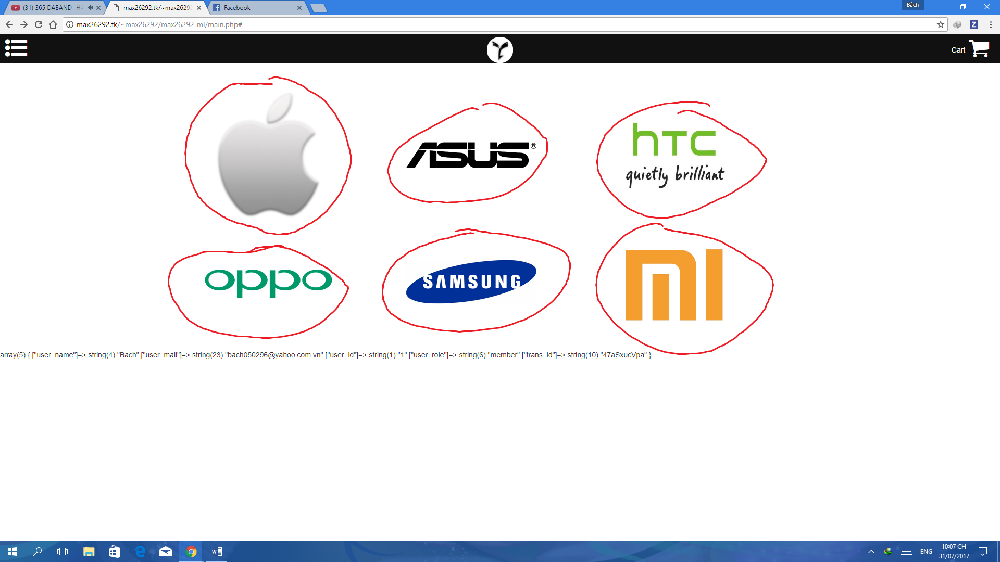 (31) 365 DABAND- HA
max26292.tk/~max26292
Facebook
Bách
max26292.tk/~max26292/max26292_ml/main.php#
Z
Cart
ASUS®
hTC
quietly brilliant
oppo
SAMSUNG
MI
array(5) { ["user_name"]=> string(4) "Bach" ["user_mail"]=> string(23) "bach050296@yahoo.com.vn" ["user_id"]=> string(1) "1" ["user_role"]=> string(6) "member" ["trans_id"]=> string(10) "47aSxucVpa" }
ENG
10:07 CH
31/07/2017